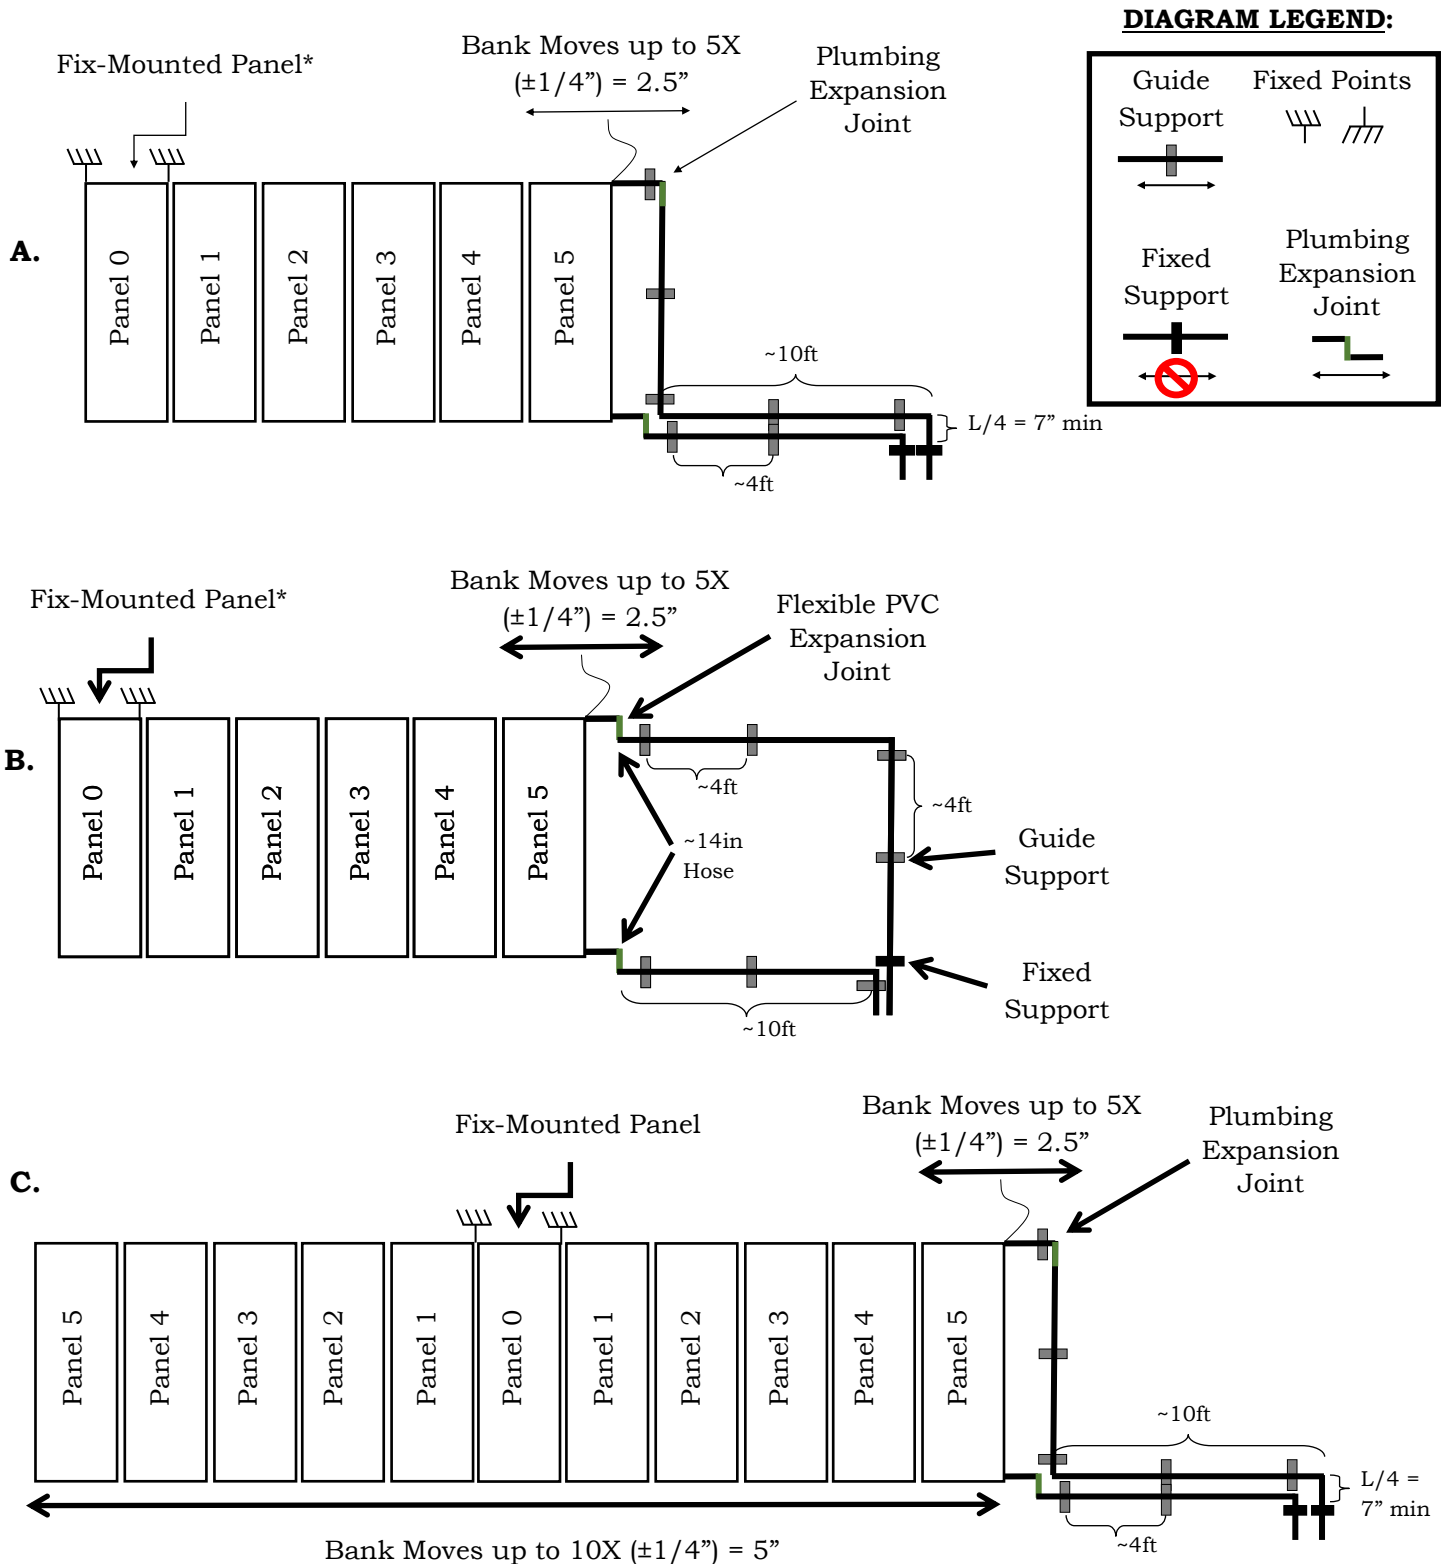 DIAGRAM LEGEND:
Guide
Support
Fixed Points
Fixed
Support
Plumbing
Expansion
Joint
A.
Fix-Mounted Panel*
Bank Moves up to 5X
(±1/4”) = 2.5”
Plumbing
Expansion
Joint
Panel 0
Panel 1
Panel 2
Panel 3
Panel 4
Panel 5
~10ft
L/4 = 7” min
~4ft
B.
Fix-Mounted Panel*
Bank Moves up to 5X
(±1/4”) = 2.5”
Flexible PVC
Expansion
Joint
Panel 0
Panel 1
Panel 2
Panel 3
Panel 4
Panel 5
~4ft
~4ft
~14in
Hose
Guide
Support
Fixed
Support
~10ft
C.
Fix-Mounted Panel
Bank Moves up to 5X
(±1/4”) = 2.5”
Plumbing
Expansion
Joint
Panel 5
Panel 4
Panel 3
Panel 2
Panel 1
Panel 0
Panel 1
Panel 2
Panel 3
Panel 4
Panel 5
~10ft
L/4 =
7” min
~4ft
Bank Moves up to 10X (±1/4”) = 5”